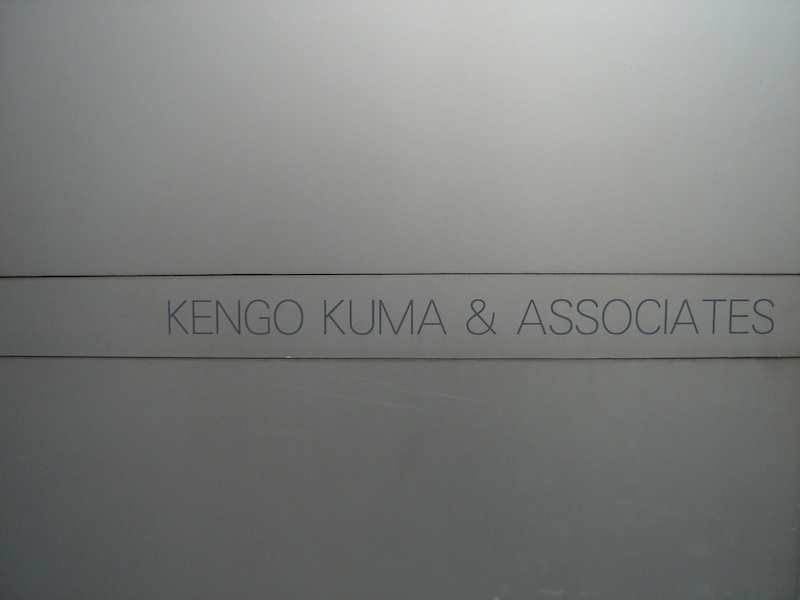 KENGO KUMA & ASSOCIATES